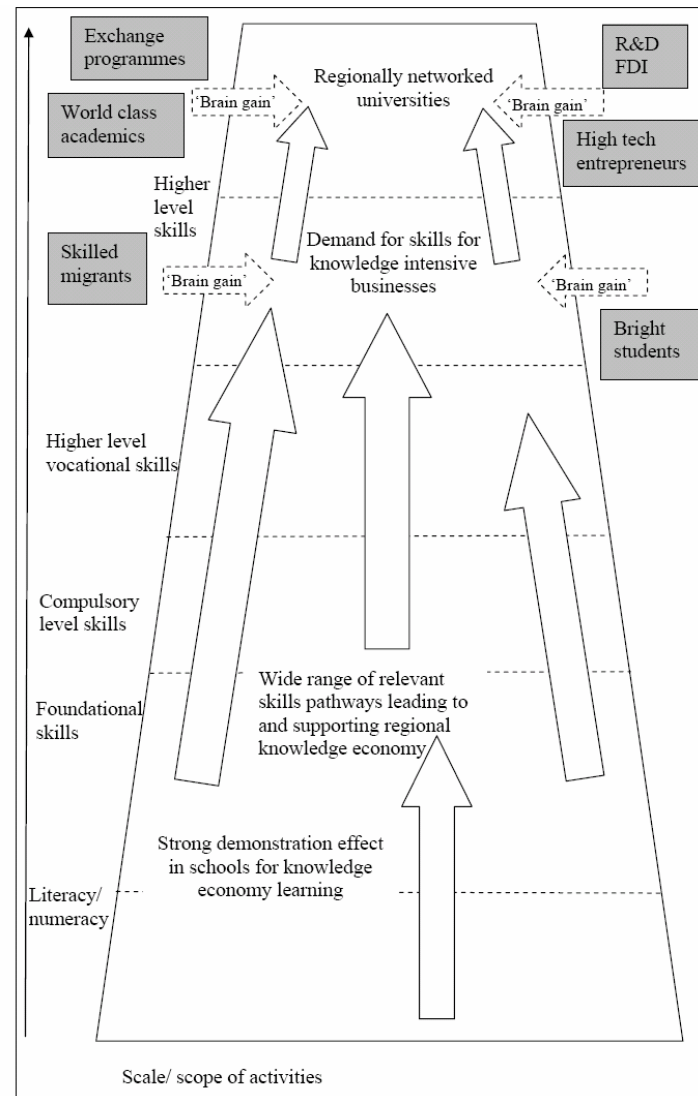 Exchange
programmes
R&D
FDI
Regionally networked
universities
'Brain gain'
'Brain gain'
World class
academics
High tech
entrepreneurs
Higher
level
skills
Demand for skills for
knowledge intensive
businesses
Skilled
migrants
'Brain gain'
'Brain gain'
Bright
students
Higher level
vocational skills
Compulsory
level skills
Wide range of relevant
skills pathways leading to
and supporting regional
knowledge economy
Foundational
skills
Strong demonstration effect
in schools for knowledge
economy learning
Literacy/
numeracy
Scale/ scope of activities